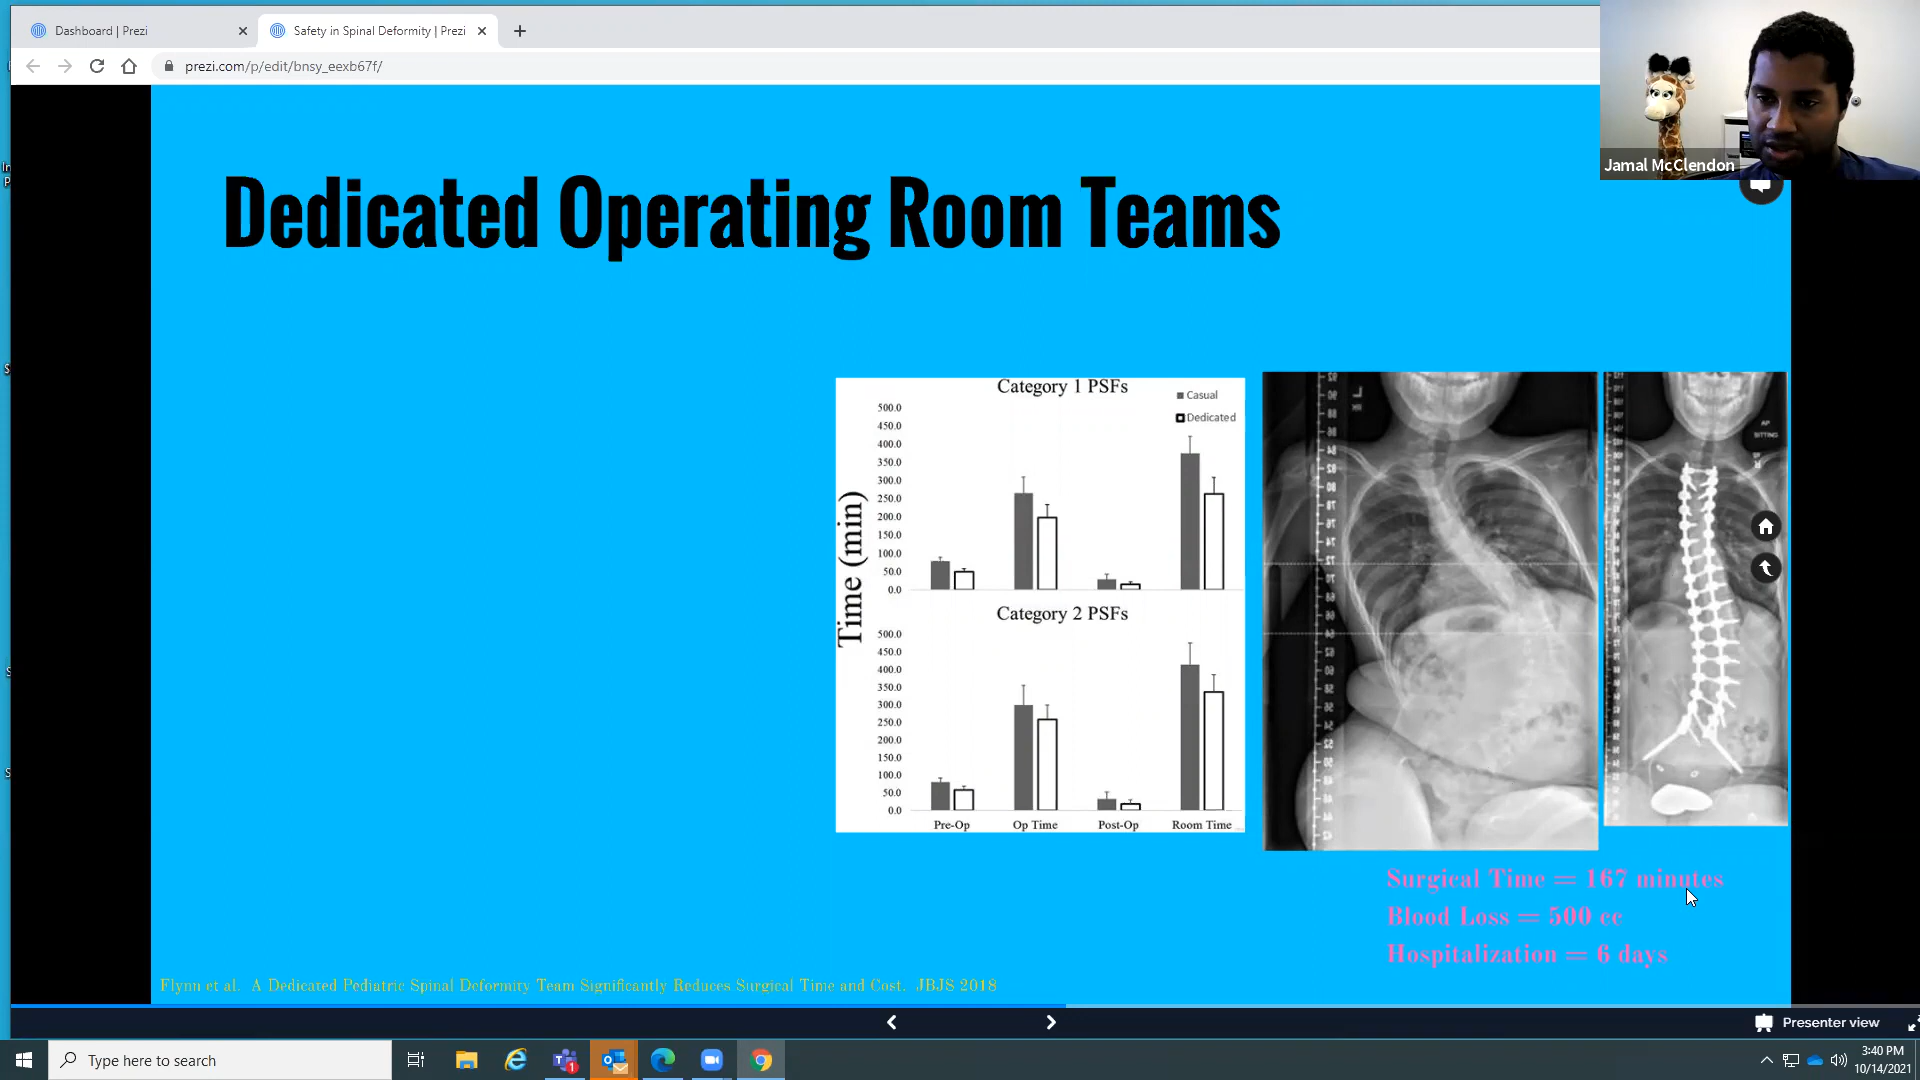 Dashboard | Prezi
Safety in Spinal Deformity | Prezi
prezi.com/p/edit/bnsy_eexb67f/
Jamal McClendon
Dedicated Operating Room Teams
Category 1 PSFs
Casual
Dedicated
500.0
450.0
400.0
350.0
300.0
250.0
200.0
150.0
100.0
50.0
0.0
Time (min)
Category 2 PSFs
500.0
450.0
400.0
350.0
300.0
250.0
200.0
150.0
100.0
50.0
0.0
Pre-Op Op Time Post-Op Room Time
AP
SITTING
Surgical Time = 167 minutes
Blood Loss = 500 cc
Hospitalization = 6 days
Flynn et al. A Dedicated Pediatric Spinal Deformity Team Significantly Reduces Surgical Time and Cost. JBJS 2018
Presenter view
Type here to search
3:40 PM
10/14/2021